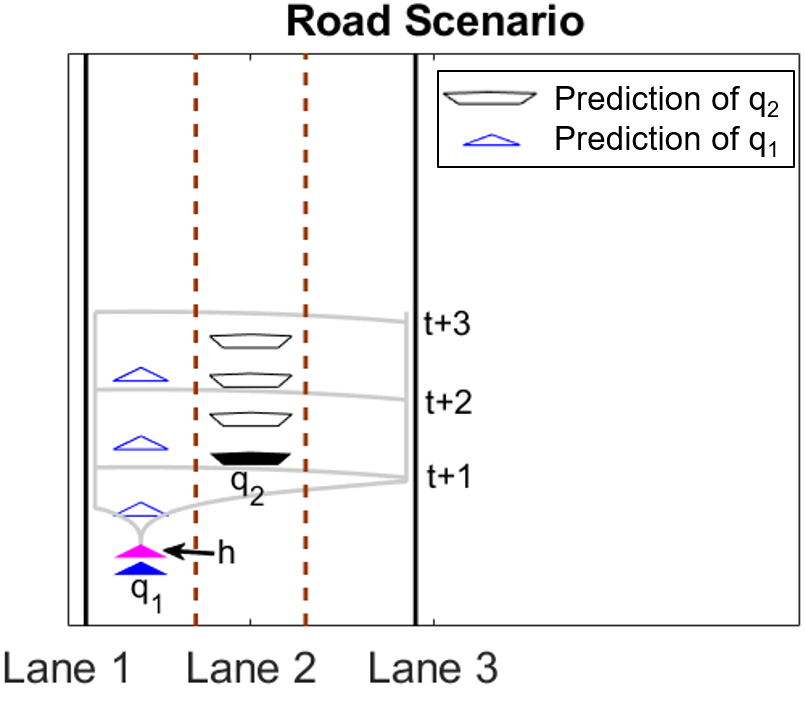 Road Scenario
Prediction of q₂
Prediction of q₁
t+3
t+2
t+1
q₂
h
q₁
Lane 1 Lane 2 Lane 3